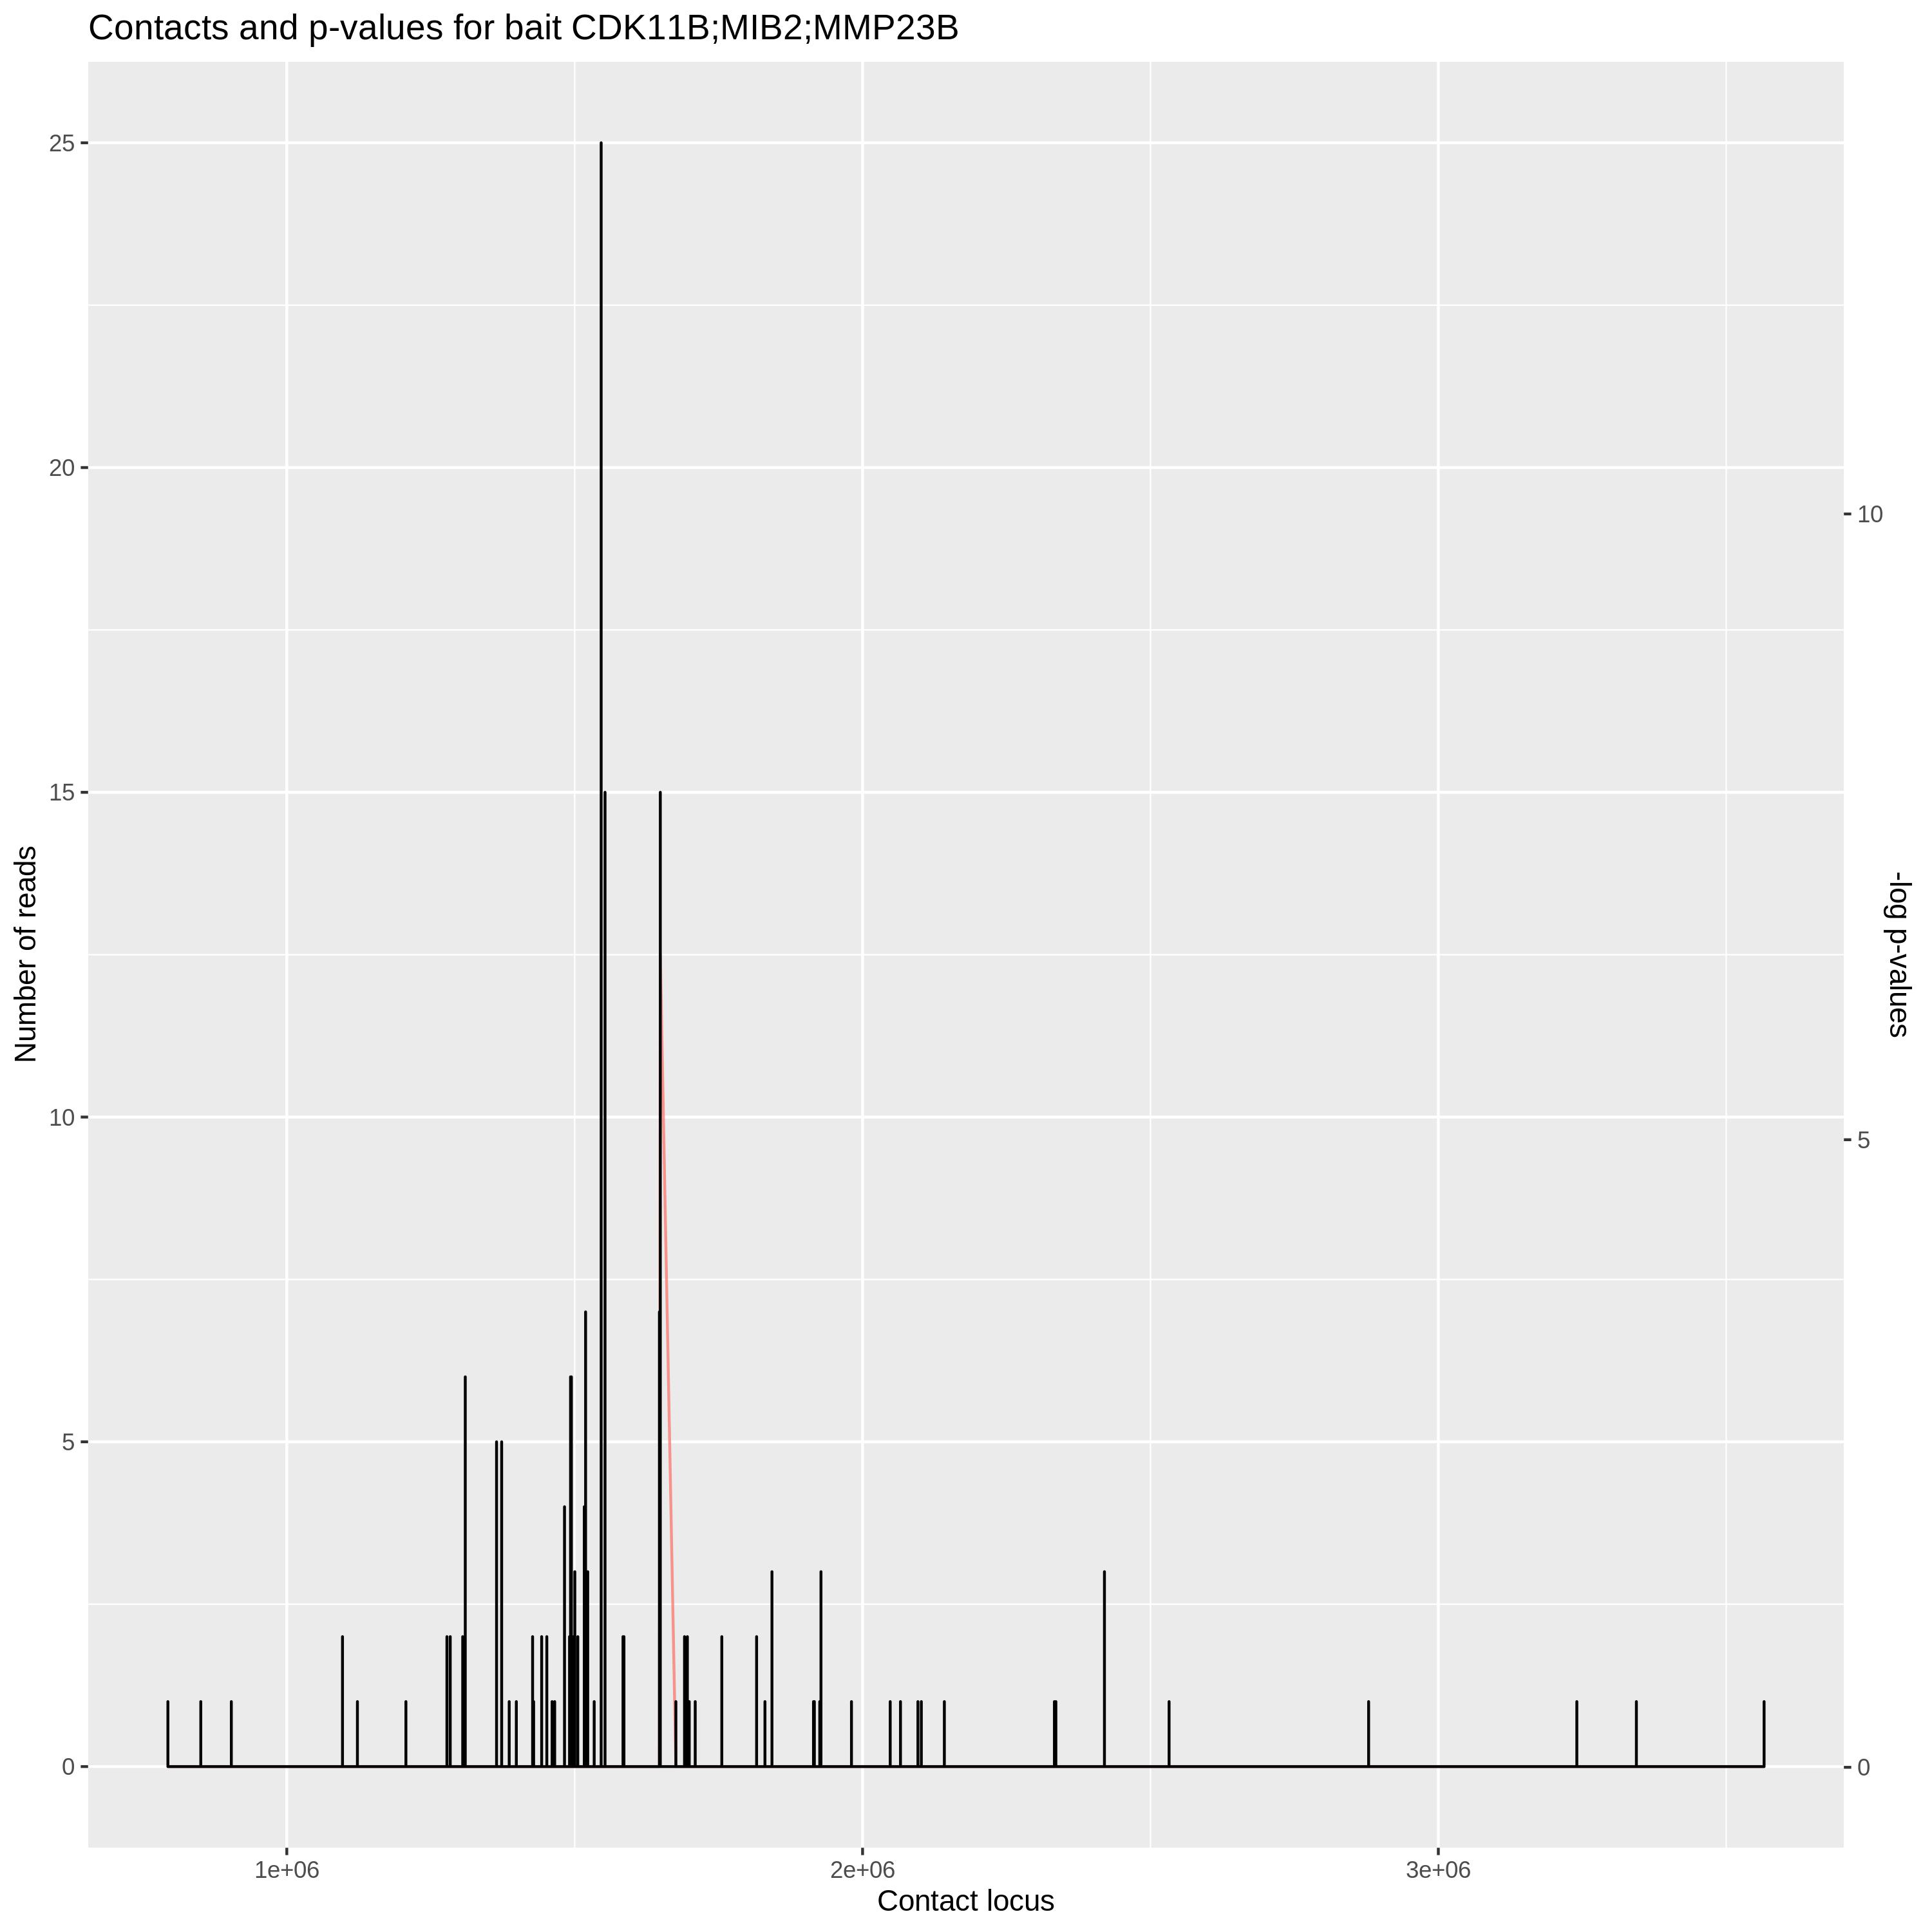 Contacts and p-values for bait CDK11B;MIB2;MMP23B
25
20
15
10
5
0
Number of reads
10
5
0
-log p-values
1e+06
2e+06
3e+06
Contact locus